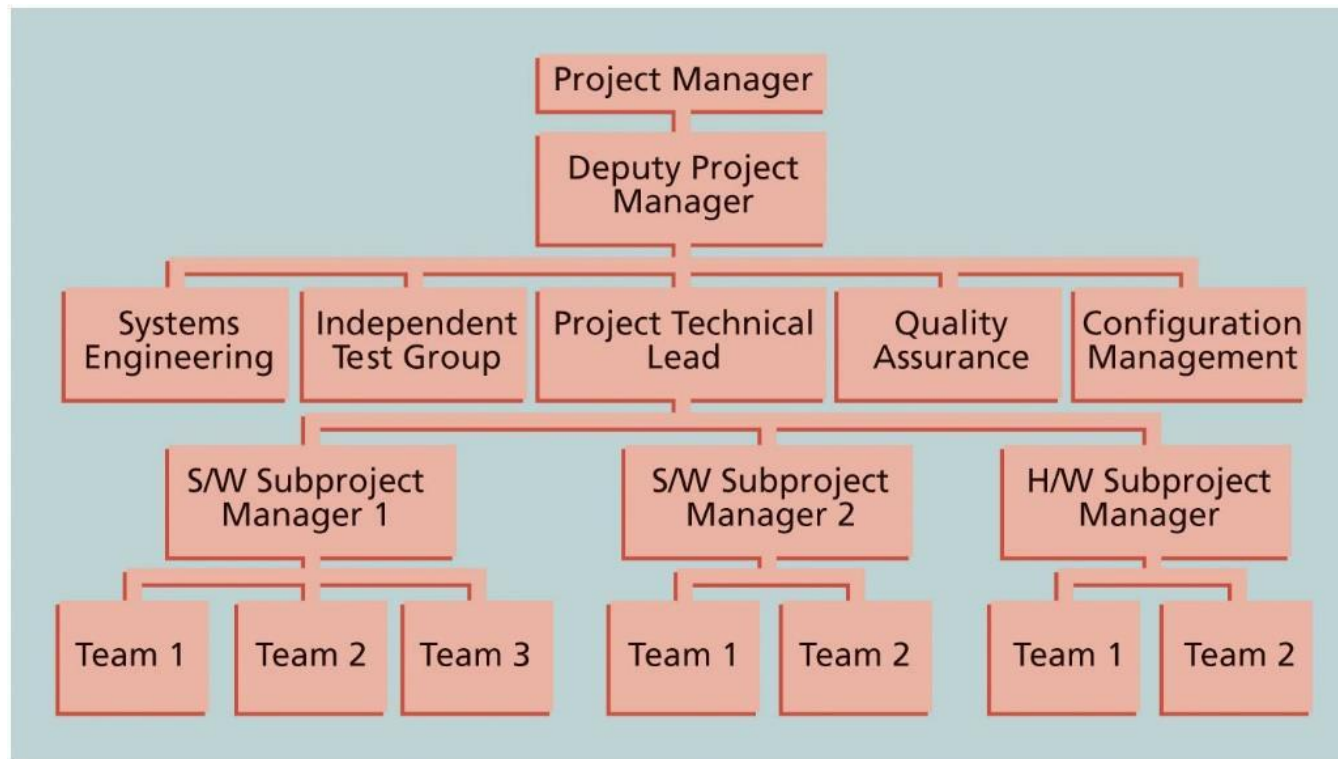 Project Manager
Deputy Project
Manager
Systems
Engineering
Independent
Test Group
Project Technical
Lead
Quality
Assurance
Configuration
Management
S/W Subproject
Manager 1
S/W Subproject
Manager 2
H/W Subproject
Manager
Team 1
Team 2
Team 3
Team 1
Team 2
Team 1
Team 2